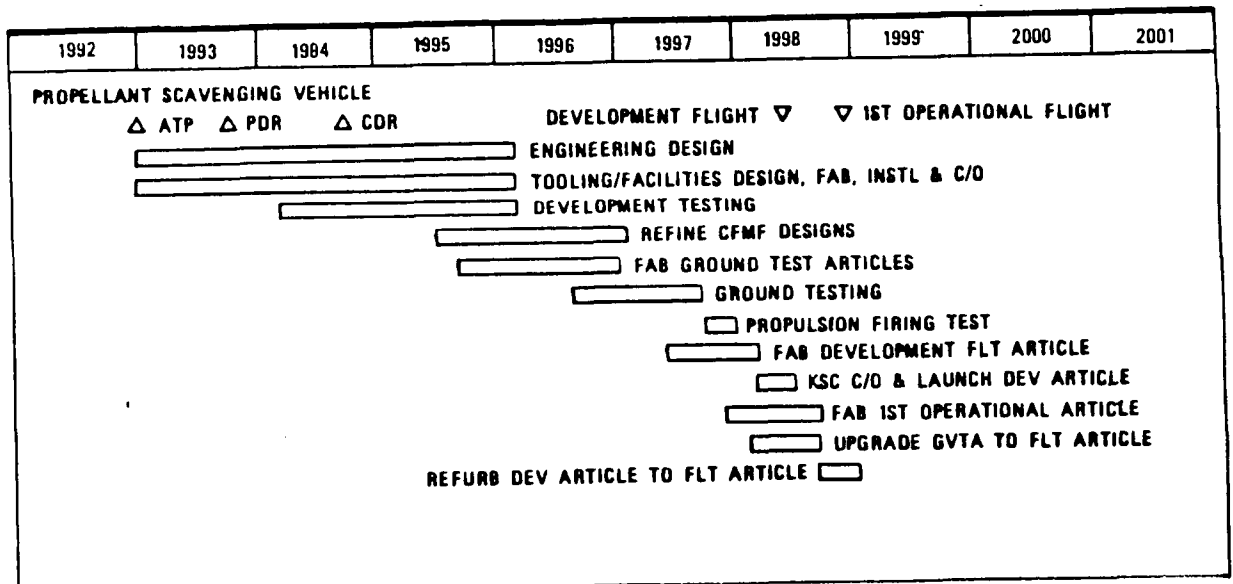 1992 1993 1984 1995 1996 1997 1998 1999 2000 2001
PROPELLANT SCAVENGING VEHICLE
△ ATP △ PDR △ CDR DEVELOPMENT FLIGHT ▽ ▽ 1ST OPERATIONAL FLIGHT
ENGINEERING DESIGN
TOOLING/FACILITIES DESIGN, FAB, INSTL & C/O
DEVELOPMENT TESTING
REFINE CFMF DESIGNS
FAB GROUND TEST ARTICLES
GROUND TESTING
PROPULSION FIRING TEST
FAB DEVELOPMENT FLT ARTICLE
KSC C/O & LAUNCH DEV ARTICLE
FAB 1ST OPERATIONAL ARTICLE
UPGRADE GVTA TO FLT ARTICLE
REFURB DEV ARTICLE TO FLT ARTICLE